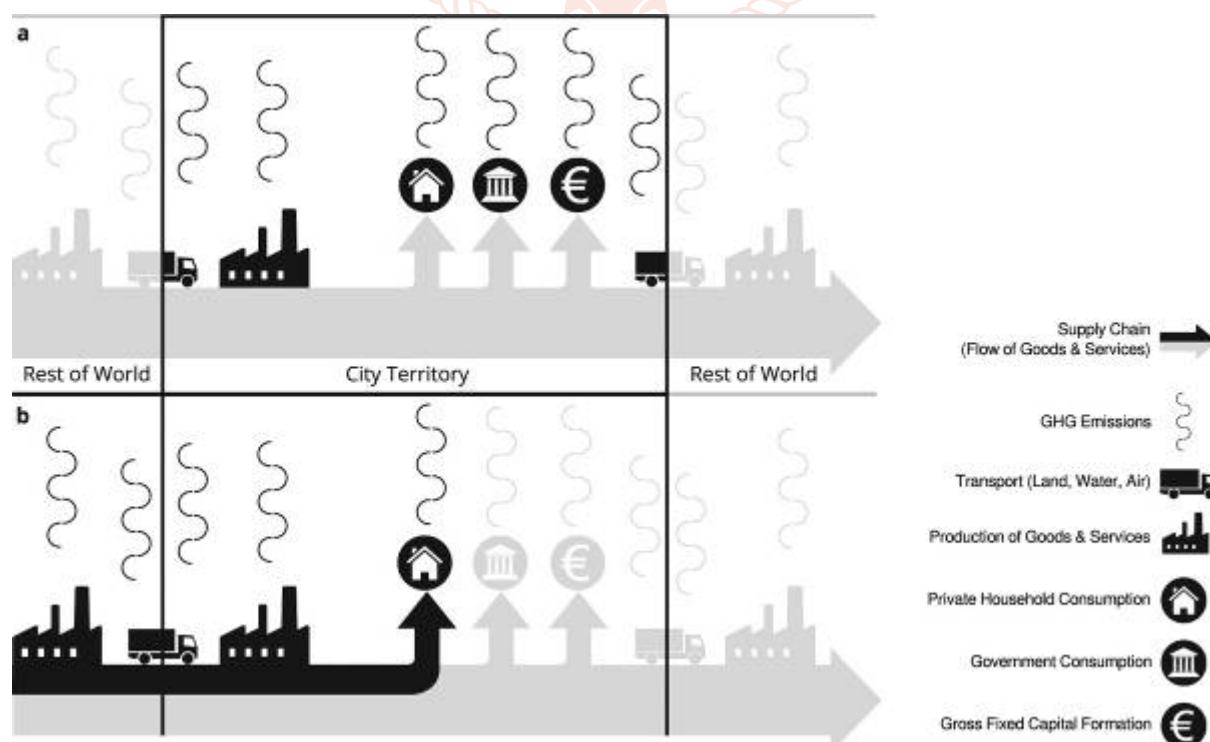 a
Rest of World
City Territory
Rest of World
b
Supply Chain
(Flow of Goods & Services)
GHG Emissions
Transport (Land, Water, Air)
Production of Goods & Services
Private Household Consumption
Government Consumption
€
Gross Fixed Capital Formation
€
€